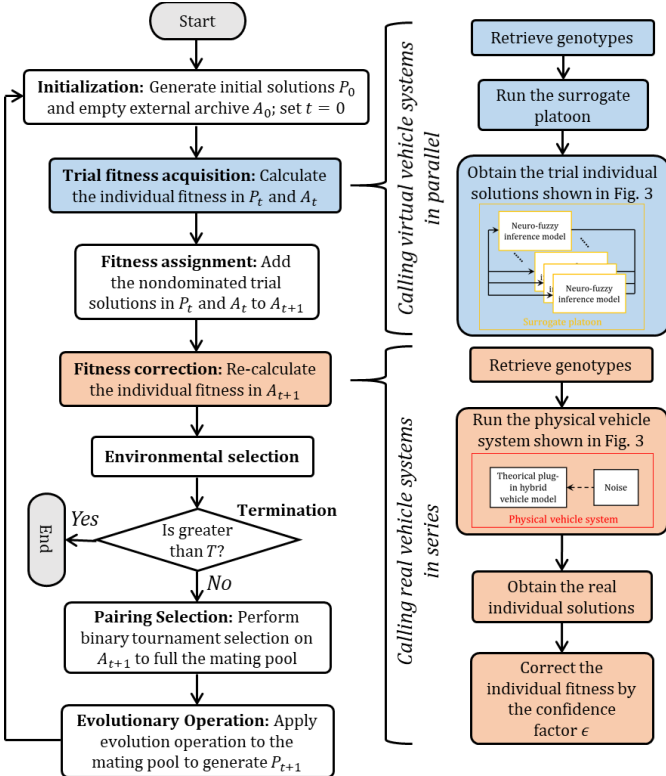 Start
Initialization: Generate initial solutions P₀
and empty external archive A₀; set t = 0
Trial fitness acquisition: Calculate
the individual fitness in Pₜ and Aₜ
Fitness assignment: Add
the nondominated trial
solutions in Pₜ and Aₜ to Aₜ₊₁
Fitness correction: Re-calculate
the individual fitness in Aₜ₊₁
Environmental selection
Termination
Is greater
than T?
Yes
End
No
Pairing Selection: Perform
binary tournament selection on
Aₜ₊₁ to full the mating pool
Evolutionary Operation: Apply
evolution operation to the
mating pool to generate Pₜ₊₁
Calling virtual vehicle systems
in parallel
Calling real vehicle systems
in series
Retrieve genotypes
Run the surrogate
platoon
Obtain the trial individual
solutions shown in Fig. 3
Neuro-fuzzy
inference model
Neuro-fuzzy
inference model
Surrogate platoon
Retrieve genotypes
Run the physical vehicle
system shown in Fig. 3
Theorical plug-
in hybrid
vehicle model
Noise
Physical vehicle system
Obtain the real
individual solutions
Correct the
individual fitness by
the confidence
factor ϵ